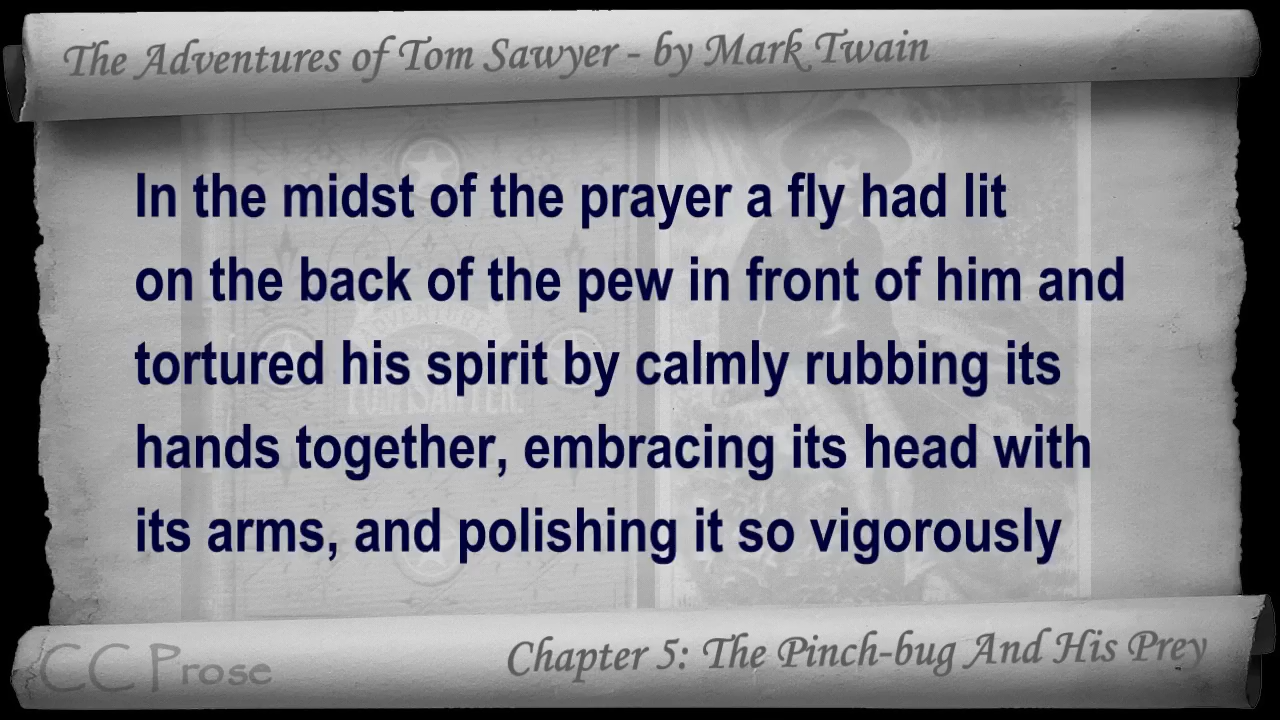 The Adventures of Tom Sawyer - by Mark Twain
In the midst of the prayer a fly had lit
on the back of the pew in front of him and
tortured his spirit by calmly rubbing its
hands together, embracing its head with
its arms, and polishing it so vigorously
CC Prose
Chapter 5: The Pinch-bug And His Prey